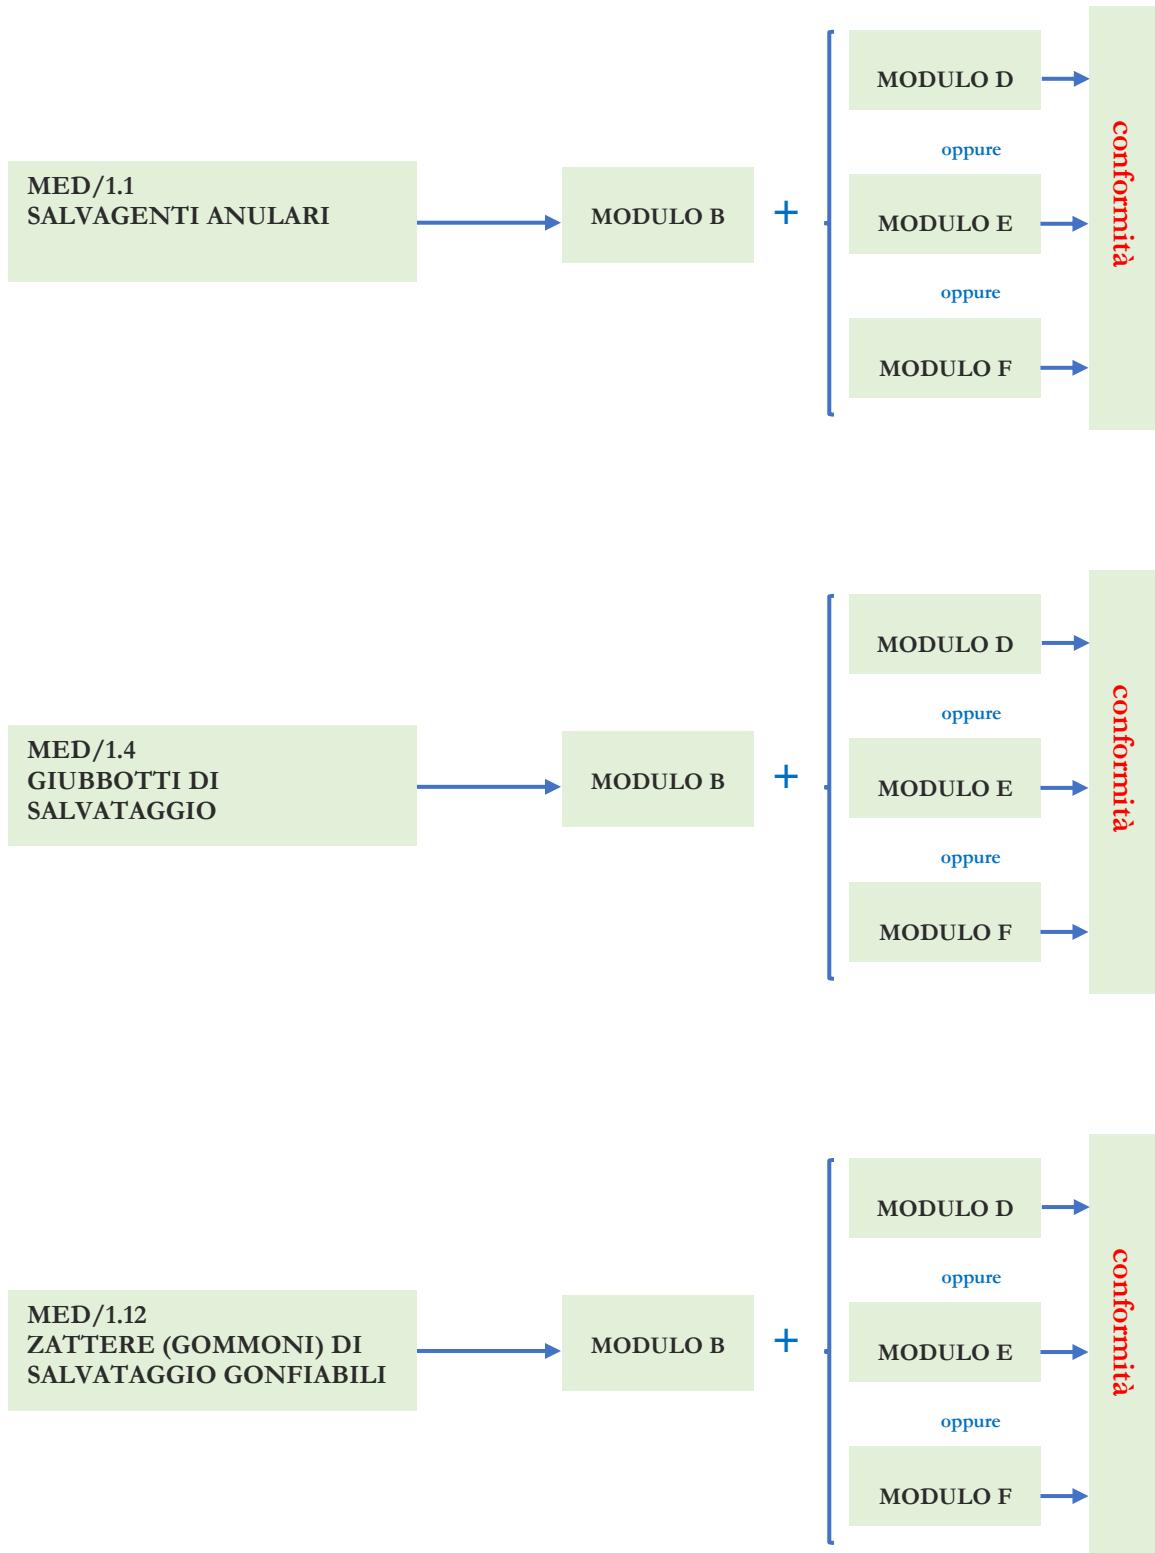 MED/1.1
SALVAGENTI ANULARI
MODULO B
+
MODULO D
oppure
MODULO E
oppure
MODULO F
conformità
MED/1.4
GIUBBOTTI DI
SALVATAGGIO
MODULO B
+
MODULO D
oppure
MODULO E
oppure
MODULO F
conformità
MED/1.12
ZATTERE (GOMMONI) DI
SALVATAGGIO GONFIABILI
MODULO B
+
MODULO D
oppure
MODULO E
oppure
MODULO F
conformità